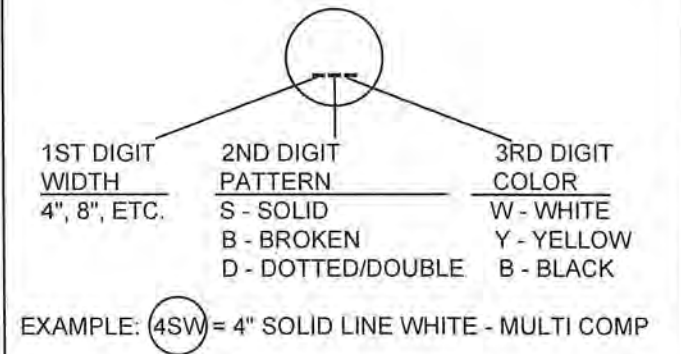 1ST DIGIT 2ND DIGIT 3RD DIGIT
WIDTH PATTERN COLOR
4", 8", ETC. S - SOLID W - WHITE
B - BROKEN Y - YELLOW
D - DOTTED/DOUBLE B - BLACK
EXAMPLE: 4SW = 4" SOLID LINE WHITE - MULTI COMP